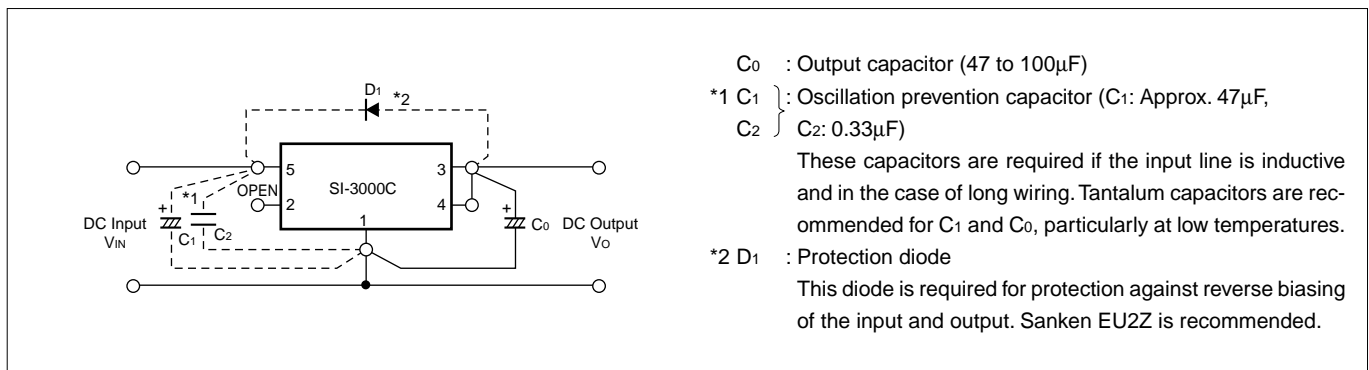 D1
*2
5
3
*1
OPEN
2
SI-3000C
4
1
DC Input
VIN
+
C1
C2
+
C0
DC Output
VO
C0 : Output capacitor (47 to 100µF)
*1 C1 : Oscillation prevention capacitor (C1: Approx. 47µF,
C2 C2: 0.33µF)
These capacitors are required if the input line is inductive
and in the case of long wiring. Tantalum capacitors are rec-
ommended for C1 and C0, particularly at low temperatures.
*2 D1 : Protection diode
This diode is required for protection against reverse biasing
of the input and output. Sanken EU2Z is recommended.